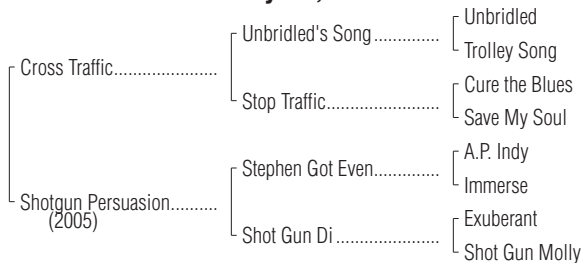 Unbridled
Unbridled's Song..............
Trolley Song
Cross Traffic.....................
Cure the Blues
Stop Traffic.......................
Save My Soul
A.P. Indy
Stephen Got Even.............
Immerse
Shotgun Persuasion..........
(2005)
Exuberant
Shot Gun Di.....................
Shot Gun Molly